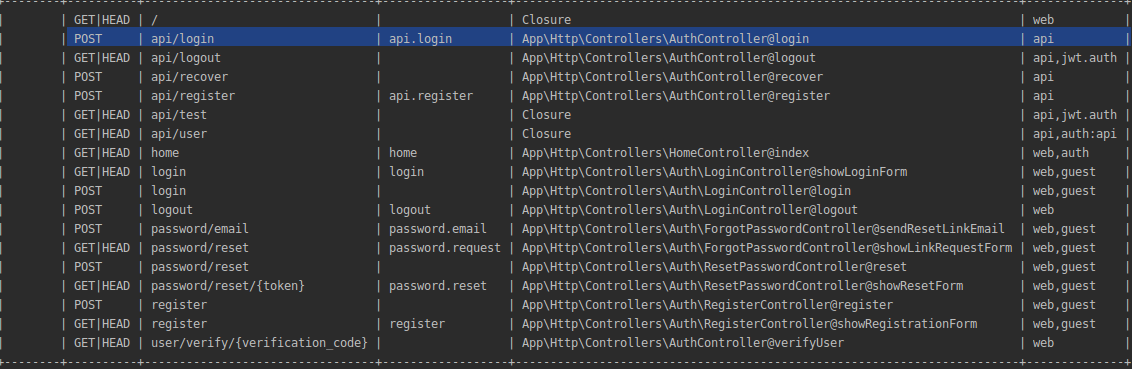 +--------+----------+--------------------------------+------------------+------------------------------------------------------------------------+--------------+
|        | GET|HEAD | /                              |                  | Closure                                                                | web          |
|        | POST     | api/login                      | api.login        | App\Http\Controllers\AuthController@login                              | api          |
|        | GET|HEAD | api/logout                     |                  | App\Http\Controllers\AuthController@logout                             | api,jwt.auth |
|        | POST     | api/recover                    |                  | App\Http\Controllers\AuthController@recover                            | api          |
|        | POST     | api/register                   | api.register     | App\Http\Controllers\AuthController@register                           | api          |
|        | GET|HEAD | api/test                       |                  | Closure                                                                | api,jwt.auth |
|        | GET|HEAD | api/user                       |                  | Closure                                                                | api,auth:api |
|        | GET|HEAD | home                           | home             | App\Http\Controllers\HomeController@index                              | web,auth     |
|        | GET|HEAD | login                          | login            | App\Http\Controllers\Auth\LoginController@showLoginForm                | web,guest    |
|        | POST     | login                          |                  | App\Http\Controllers\Auth\LoginController@login                        | web,guest    |
|        | POST     | logout                         | logout           | App\Http\Controllers\Auth\LoginController@logout                       | web          |
|        | POST     | password/email                 | password.email   | App\Http\Controllers\Auth\ForgotPasswordController@sendResetLinkEmail  | web,guest    |
|        | GET|HEAD | password/reset                 | password.request | App\Http\Controllers\Auth\ForgotPasswordController@showLinkRequestForm | web,guest    |
|        | POST     | password/reset                 |                  | App\Http\Controllers\Auth\ResetPasswordController@reset                | web,guest    |
|        | GET|HEAD | password/reset/{token}         | password.reset   | App\Http\Controllers\Auth\ResetPasswordController@showResetForm        | web,guest    |
|        | POST     | register                       |                  | App\Http\Controllers\Auth\RegisterController@register                  | web,guest    |
|        | GET|HEAD | register                       | register         | App\Http\Controllers\Auth\RegisterController@showRegistrationForm      | web,guest    |
|        | GET|HEAD | user/verify/{verification_code} |                  | App\Http\Controllers\AuthController@verifyUser                         | web          |
+--------+----------+--------------------------------+------------------+------------------------------------------------------------------------+--------------+